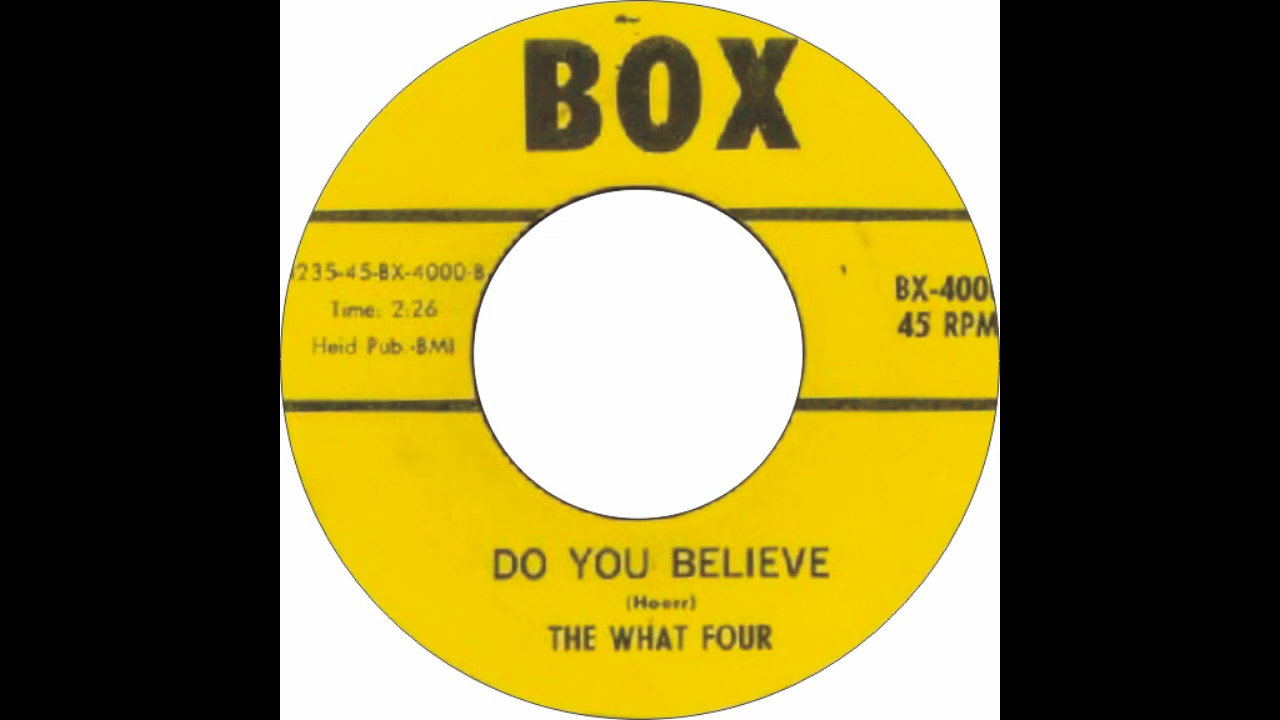 BOX
235-45-BX-4000-B
Time: 2:26
Heid Pub.-BMI
BX-400
45 RPM
DO YOU BELIEVE
(Hoerr)
THE WHAT FOUR